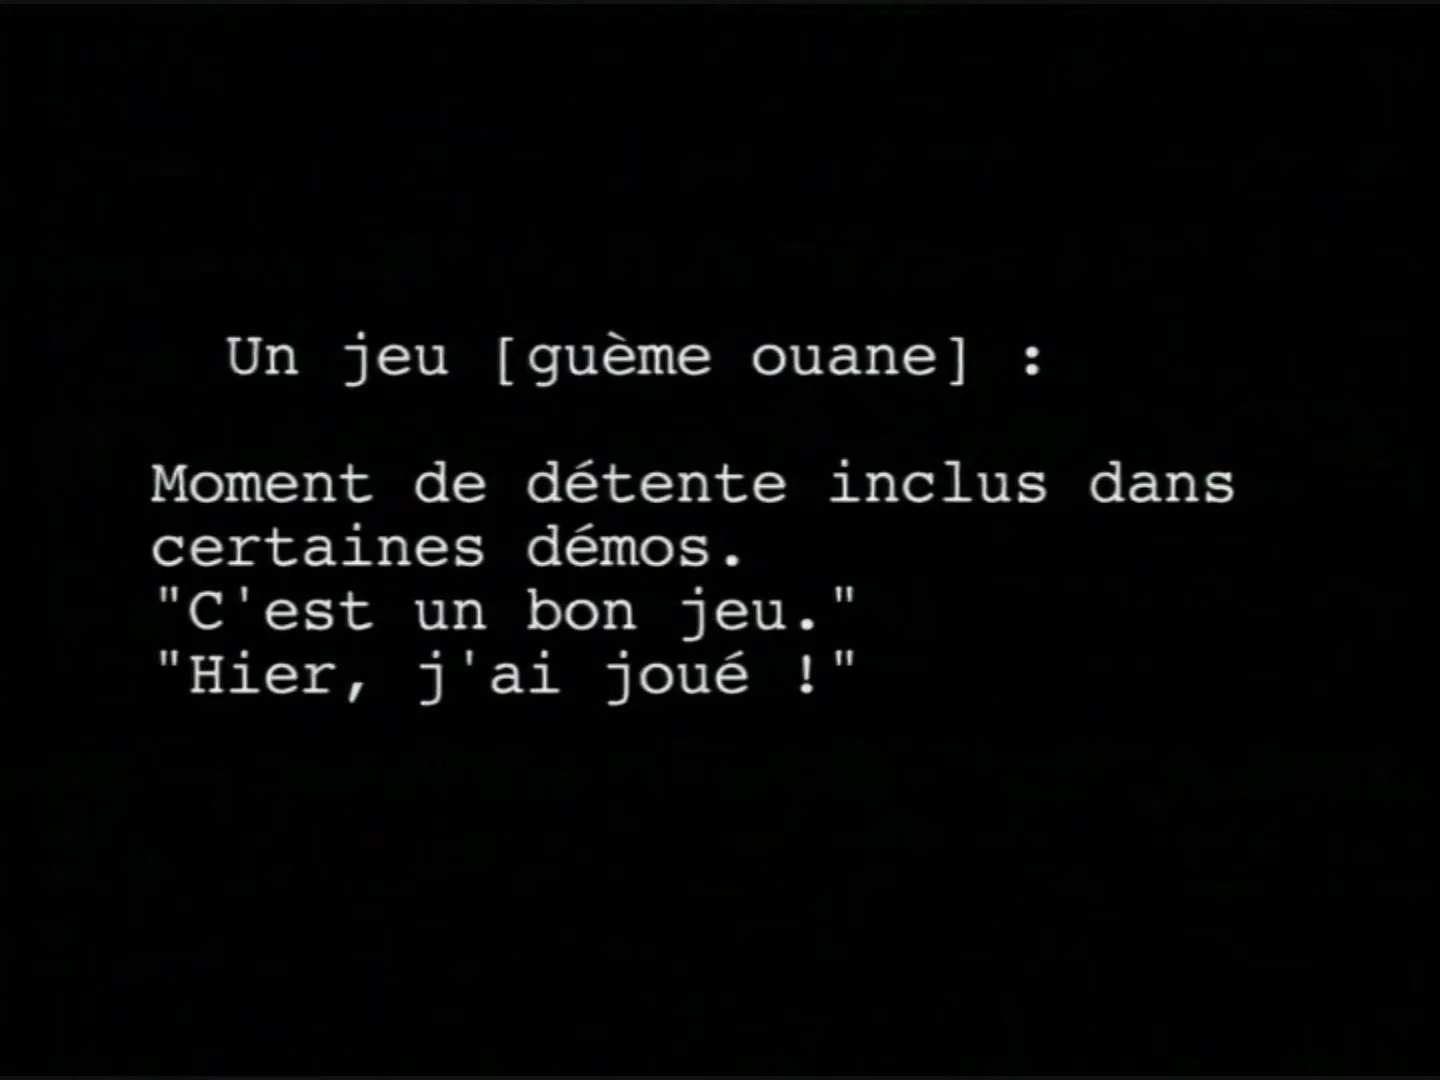 Un jeu [guème ouane] :
Moment de détente inclus dans
certaines démos.
"C'est un bon jeu."
"Hier, j'ai joué !"